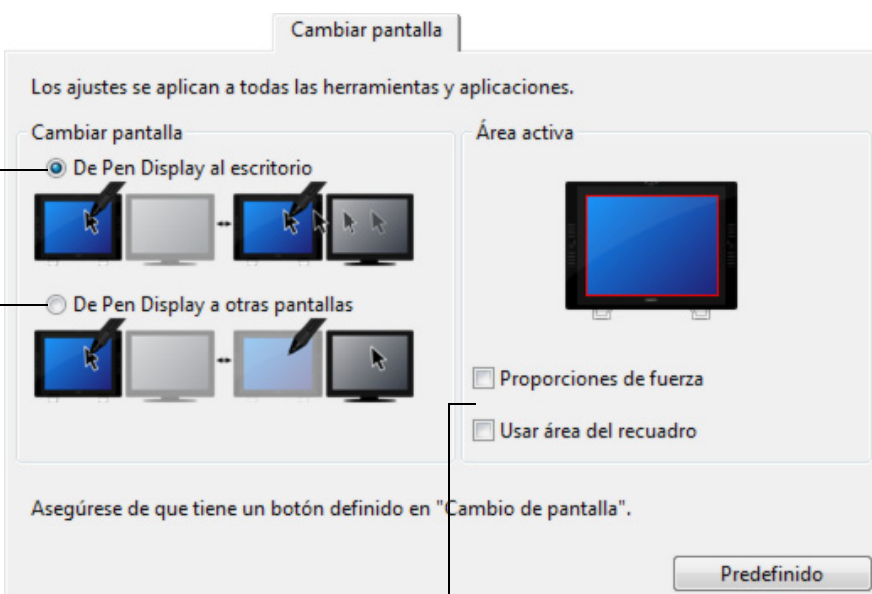 Cambiar pantalla
Los ajustes se aplican a todas las herramientas y aplicaciones.
Cambiar pantalla
De Pen Display al escritorio
De Pen Display a otras pantallas
Área activa
Proporciones de fuerza
Usar área del recuadro
Asegúrese de que tiene un botón definido en "Cambio de pantalla".
Predefinido